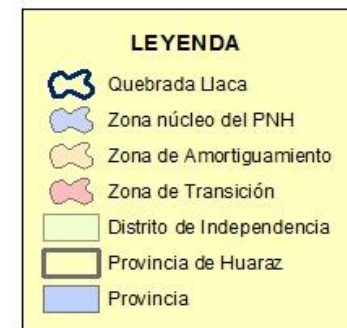 LEYENDA
Quebrada Llaca
Zona núcleo del PNH
Zona de Amortiguamiento
Zona de Transición
Distrito de Independencia
Provincia de Huaraz
Provincia